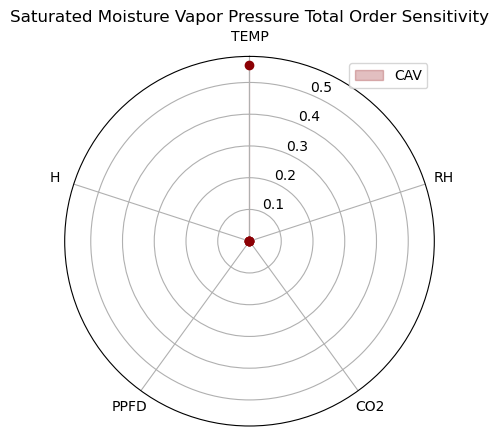 Saturated Moisture Vapor Pressure Total Order Sensitivity
TEMP
CAV
0.5
0.4
0.3
0.2
0.1
H
RH
PPFD
CO2